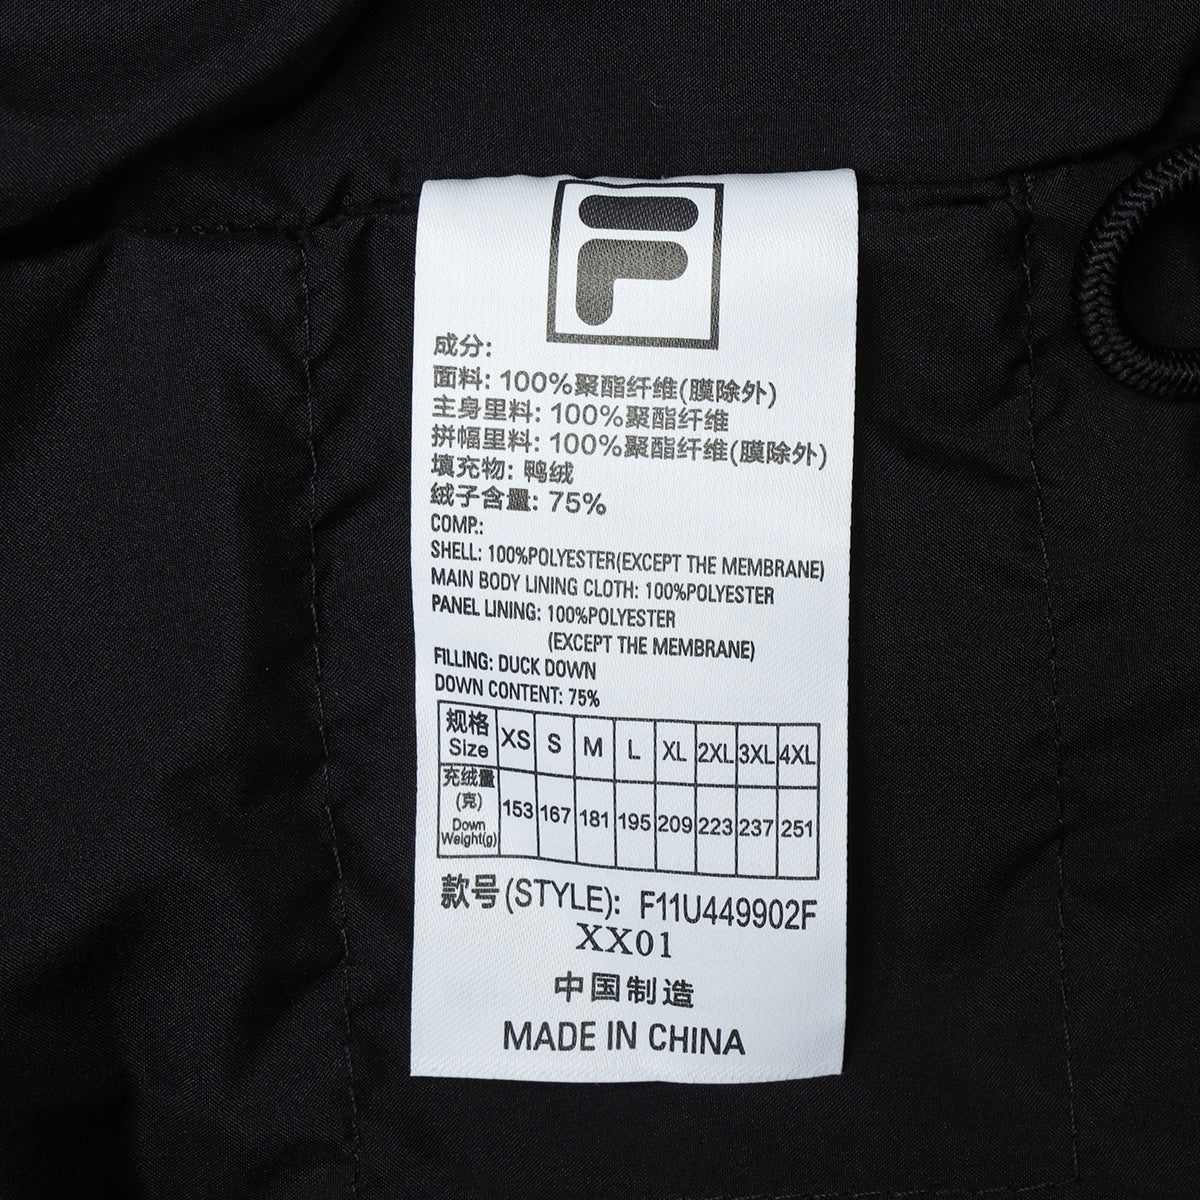 F
成分:
面料: 100%聚酯纤维(膜除外)
主身里料: 100%聚酯纤维
拼幅里料: 100%聚酯纤维(膜除外)
填充物: 鸭绒
绒子含量: 75%
COMP.:
SHELL: 100%POLYESTER(EXCEPT THE MEMBRANE)
MAIN BODY LINING CLOTH: 100%POLYESTER
PANEL LINING: 100%POLYESTER
(EXCEPT THE MEMBRANE)
FILLING: DUCK DOWN
DOWN CONTENT: 75%
规格 Size XS S M L XL 2XL 3XL 4XL
充绒量(克) Down Weight(g) 153 167 181 195 209 223 237 251
款号(STYLE): F11U449902F
XX01
中国制造
MADE IN CHINA